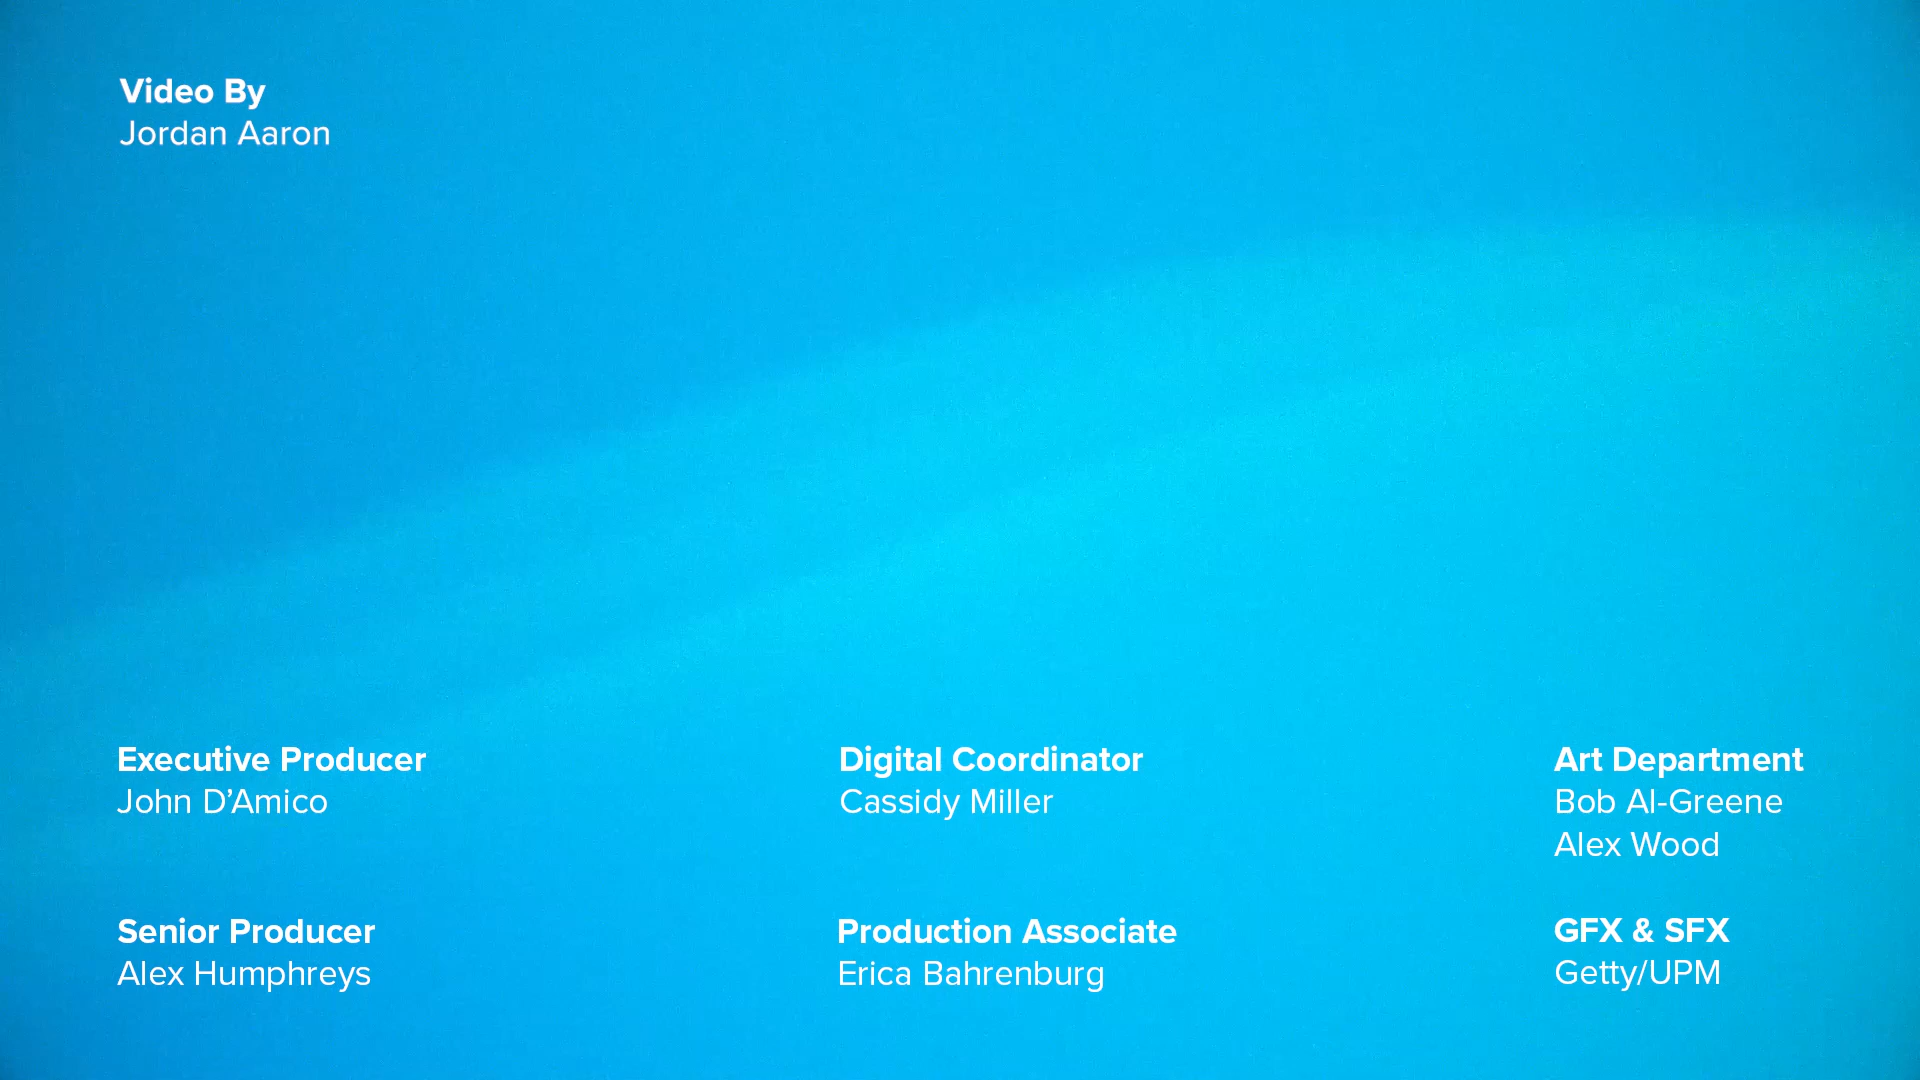 Video By
Jordan Aaron
Executive Producer
John D’Amico
Senior Producer
Alex Humphreys
Digital Coordinator
Cassidy Miller
Production Associate
Erica Bahrenburg
Art Department
Bob Al-Greene
Alex Wood
GFX & SFX
Getty/UPM